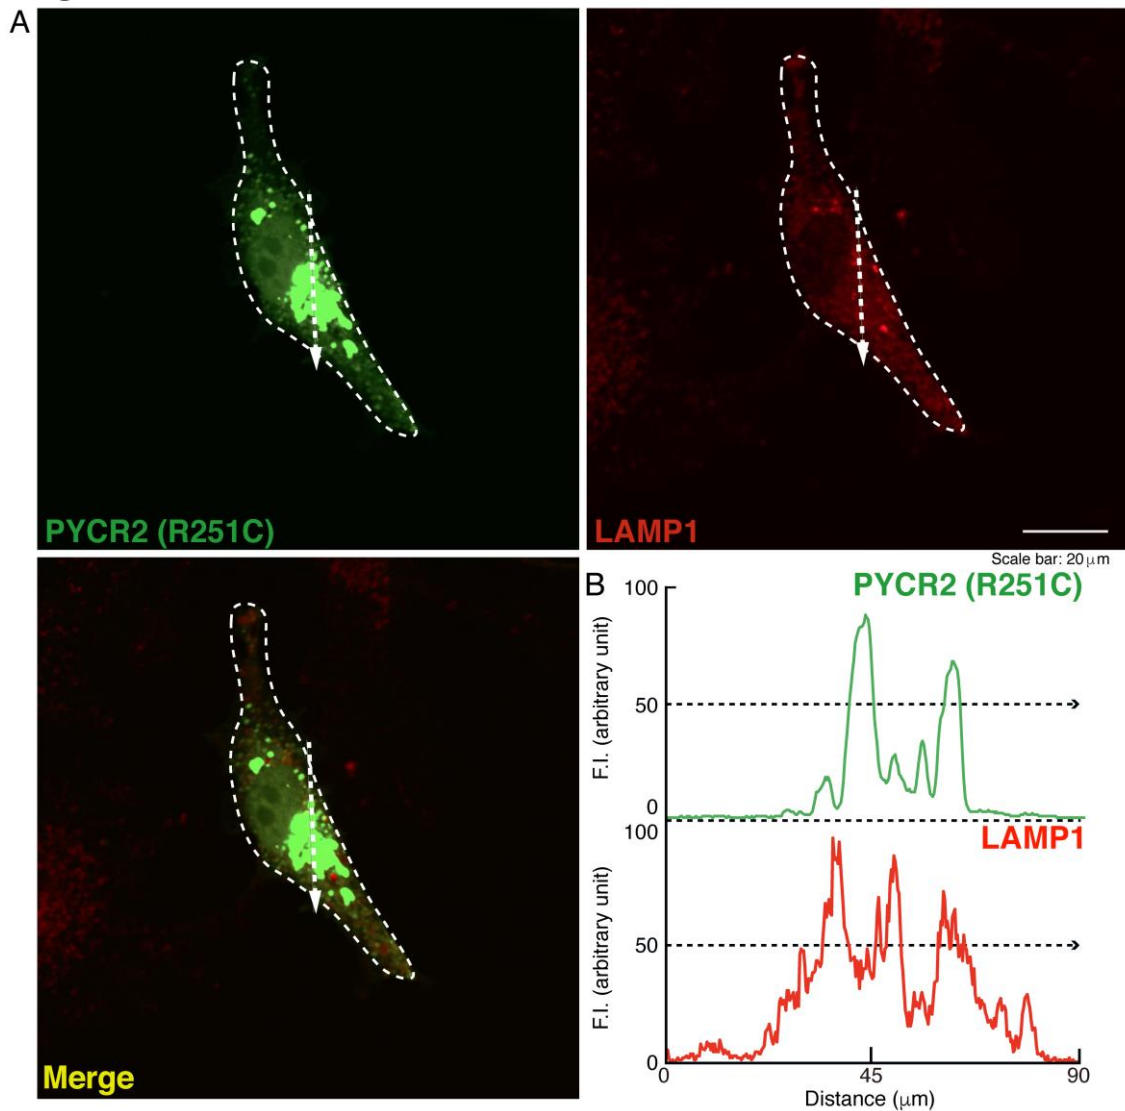 A
PYCR2 (R251C)
LAMP1
Scale bar: 20 μm
Merge
B
PYCR2 (R251C)
100
50
0
F.I. (arbitrary unit)
LAMP1
100
50
0
F.I. (arbitrary unit)
0 45 90
Distance (μm)